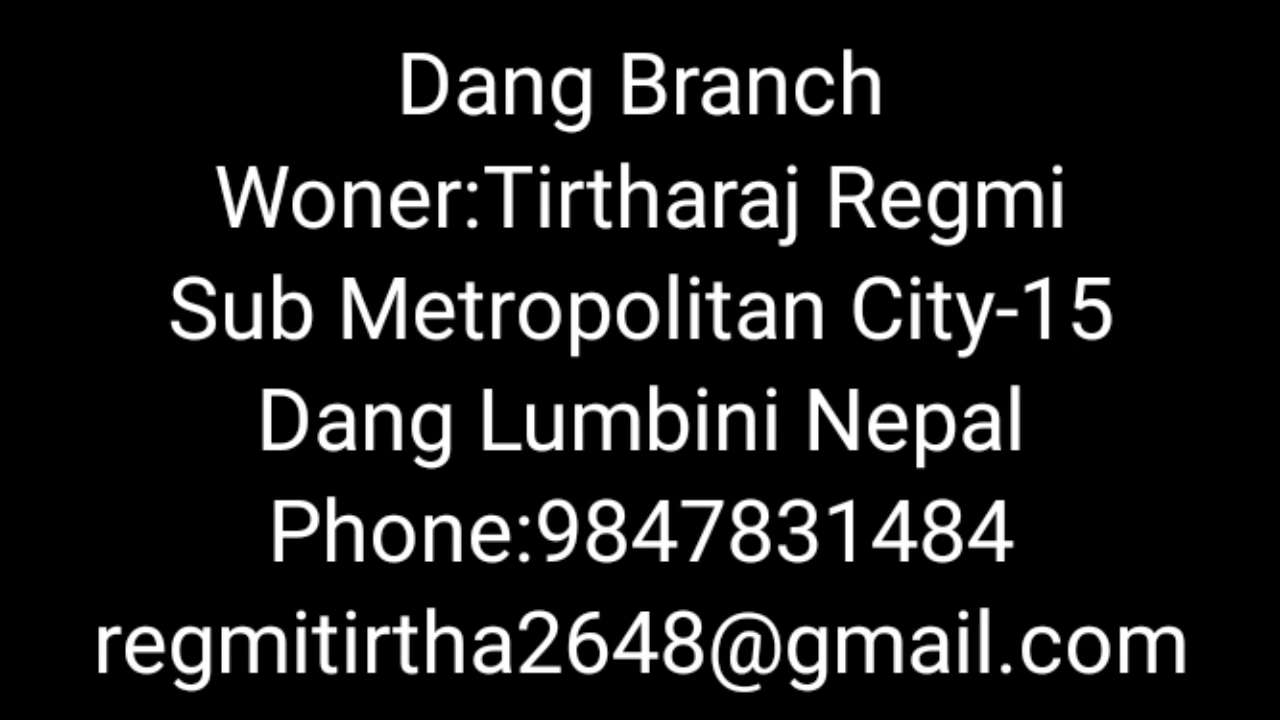 Dang Branch
Woner:Tirtharaj Regmi
Sub Metropolitan City-15
Dang Lumbini Nepal
Phone:9847831484
regmitirtha2648@gmail.com